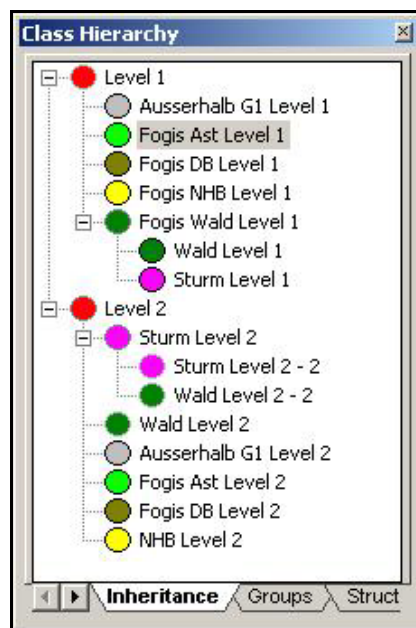 Class Hierarchy
Level 1
Ausserhalb G1 Level 1
Fogis Ast Level 1
Fogis DB Level 1
Fogis NHB Level 1
Fogis Wald Level 1
Wald Level 1
Sturm Level 1
Level 2
Sturm Level 2
Sturm Level 2 - 2
Wald Level 2 - 2
Wald Level 2
Ausserhalb G1 Level 2
Fogis Ast Level 2
Fogis DB Level 2
NHB Level 2
Inheritance Groups Struct